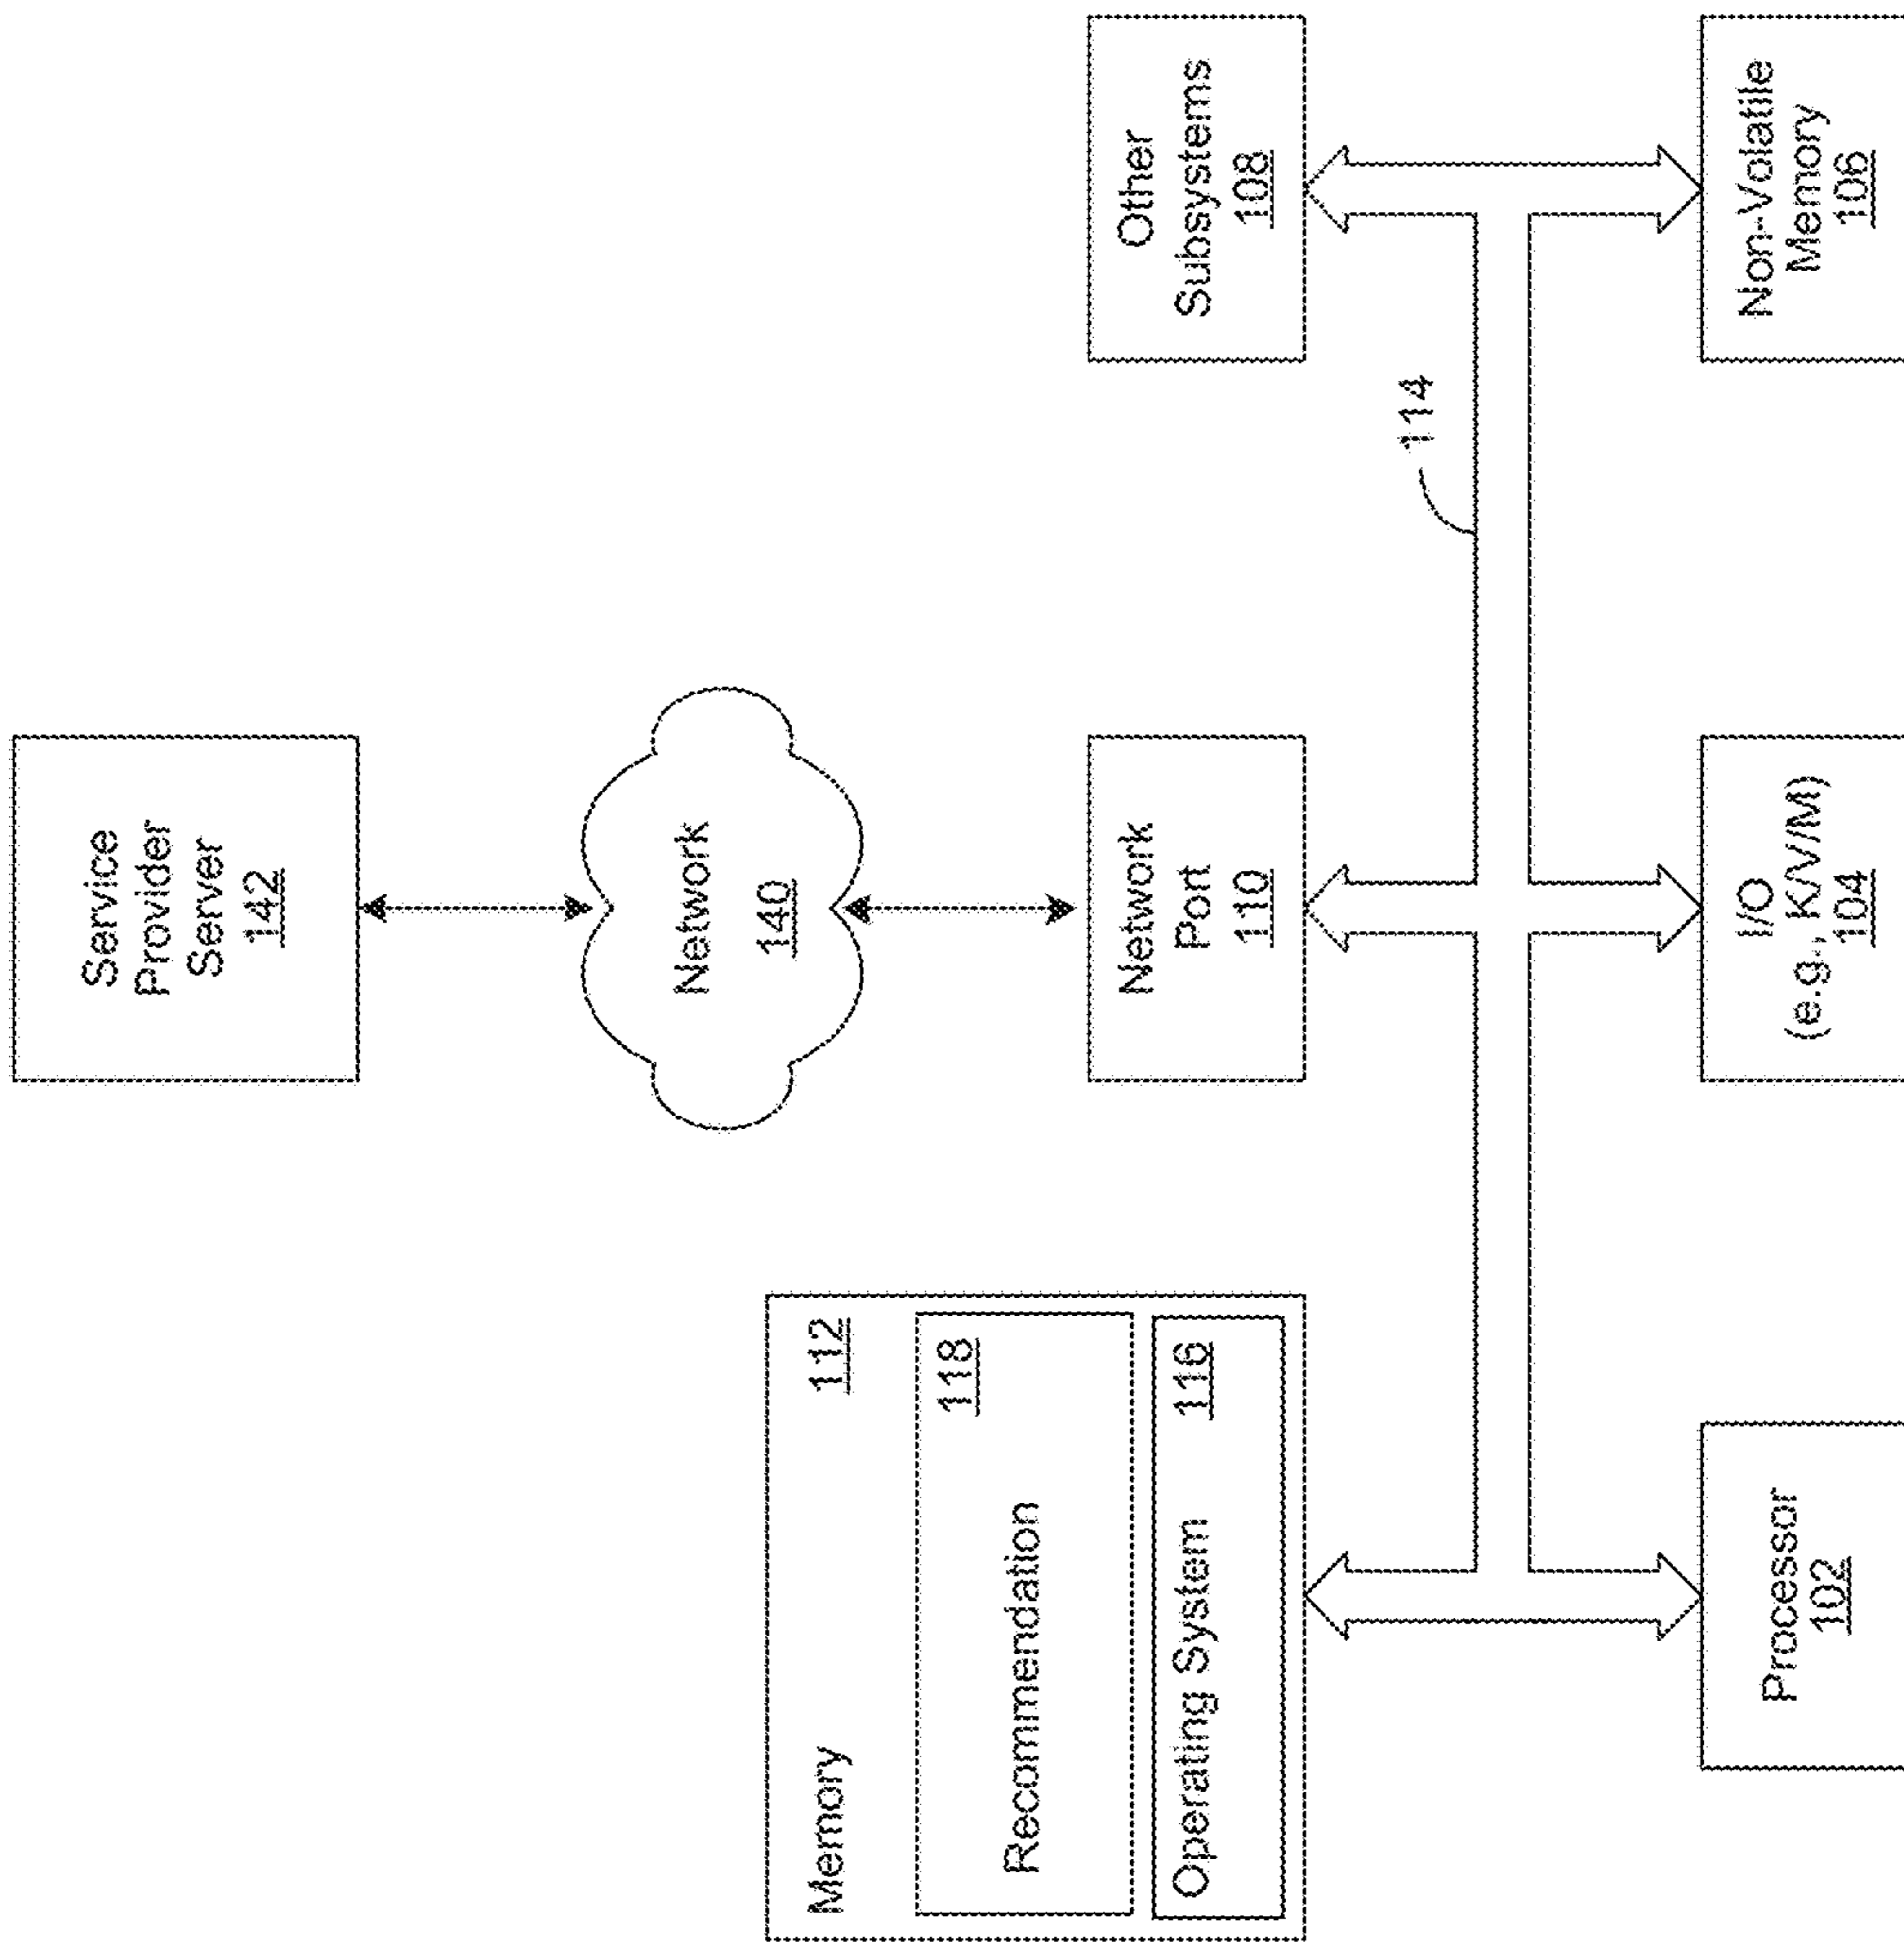 Service
Provider
Server
142
Network
140
Memory
112
Recommendation
118
Operating System
116
Network
Port
110
Other
Subsystems
108
114
Processor
102
I/O
(e.g., K/V/M)
104
Non-Volatile
Memory
106